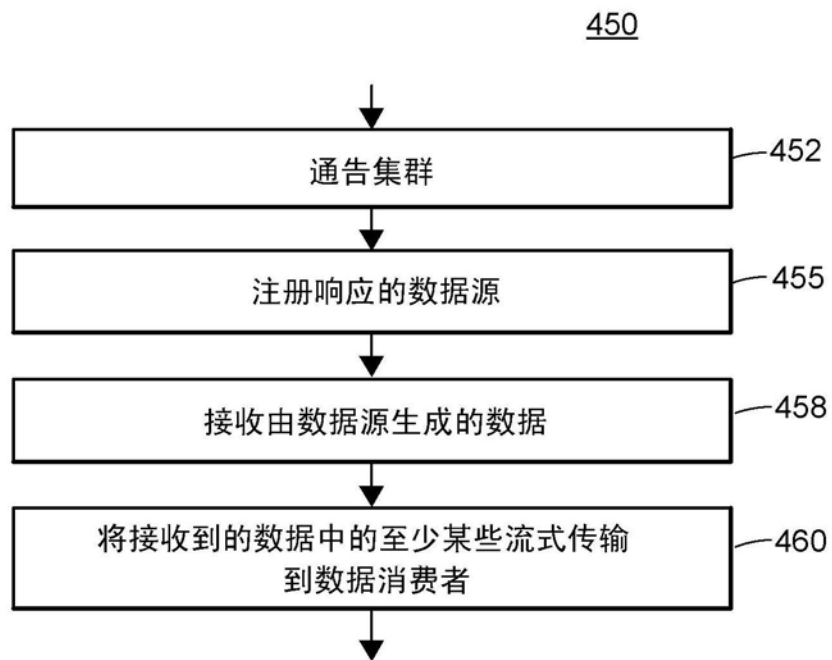 450
通告集群
452
注册响应的数据源
455
接收由数据源生成的数据
458
将接收到的数据中的至少某些流式传输
到数据消费者
460